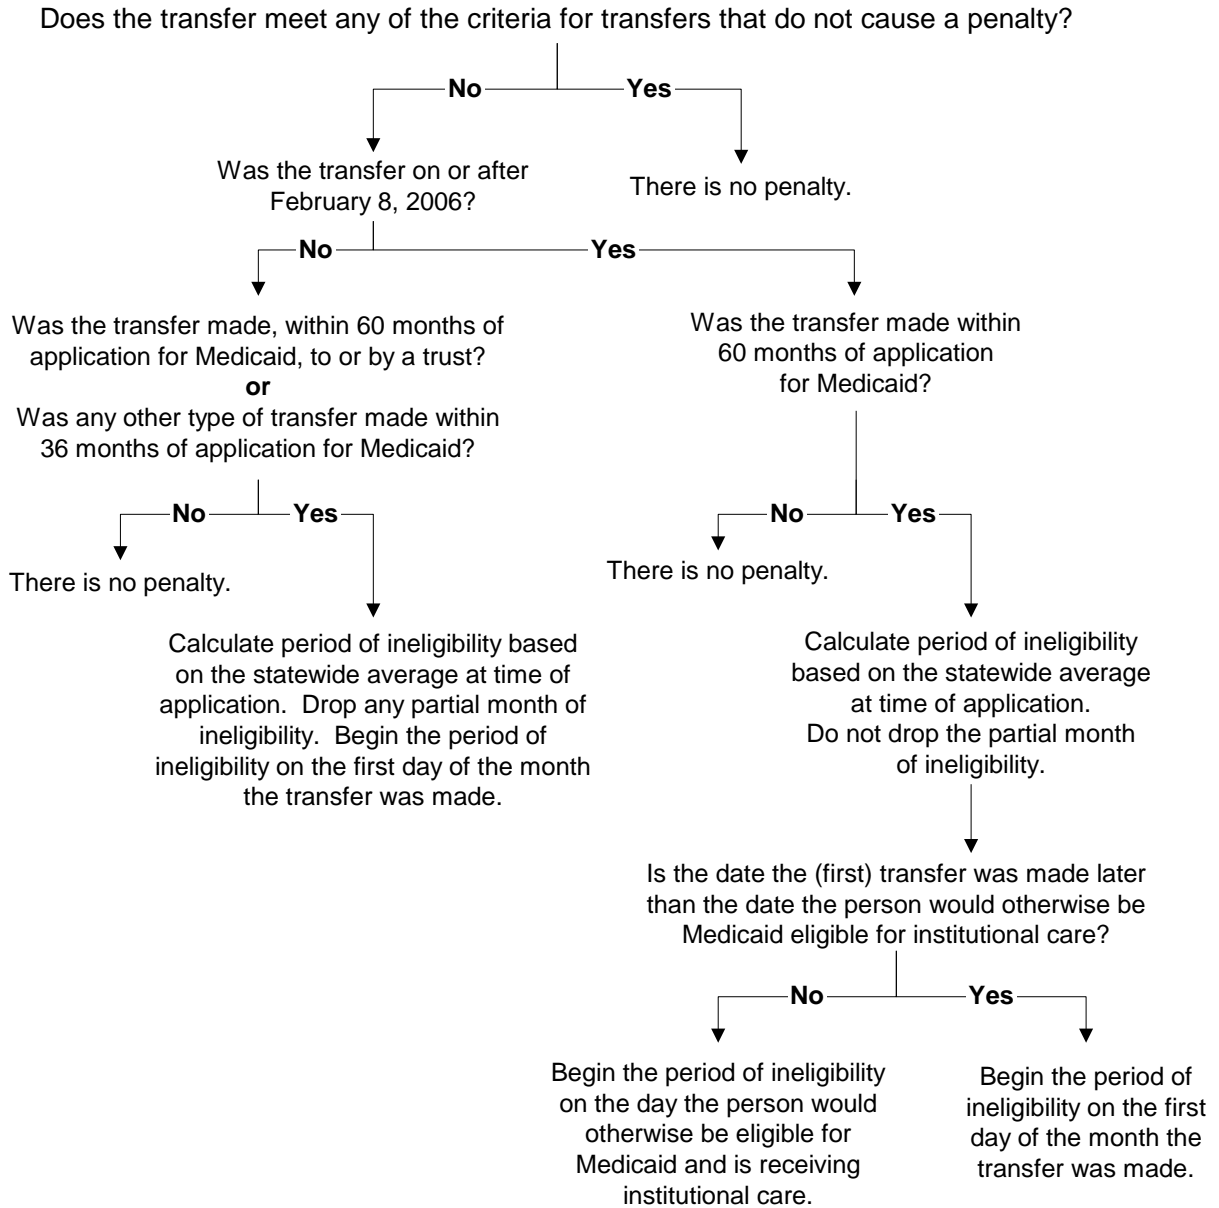 Does the transfer meet any of the criteria for transfers that do not cause a penalty?
No
Yes
Was the transfer on or after
February 8, 2006?
There is no penalty.
No
Yes
Was the transfer made, within 60 months of
application for Medicaid, to or by a trust?
or
Was any other type of transfer made within
36 months of application for Medicaid?
Was the transfer made within
60 months of application
for Medicaid?
No
Yes
No
Yes
There is no penalty.
Calculate period of ineligibility based
on the statewide average at time of
application. Drop any partial month of
ineligibility. Begin the period of
ineligibility on the first day of the month
the transfer was made.
There is no penalty.
Calculate period of ineligibility
based on the statewide average
at time of application.
Do not drop the partial month
of ineligibility.
Is the date the (first) transfer was made later
than the date the person would otherwise be
Medicaid eligible for institutional care?
No
Yes
Begin the period of ineligibility
on the day the person would
otherwise be eligible for
Medicaid and is receiving
institutional care.
Begin the period of
ineligibility on the first
day of the month the
transfer was made.